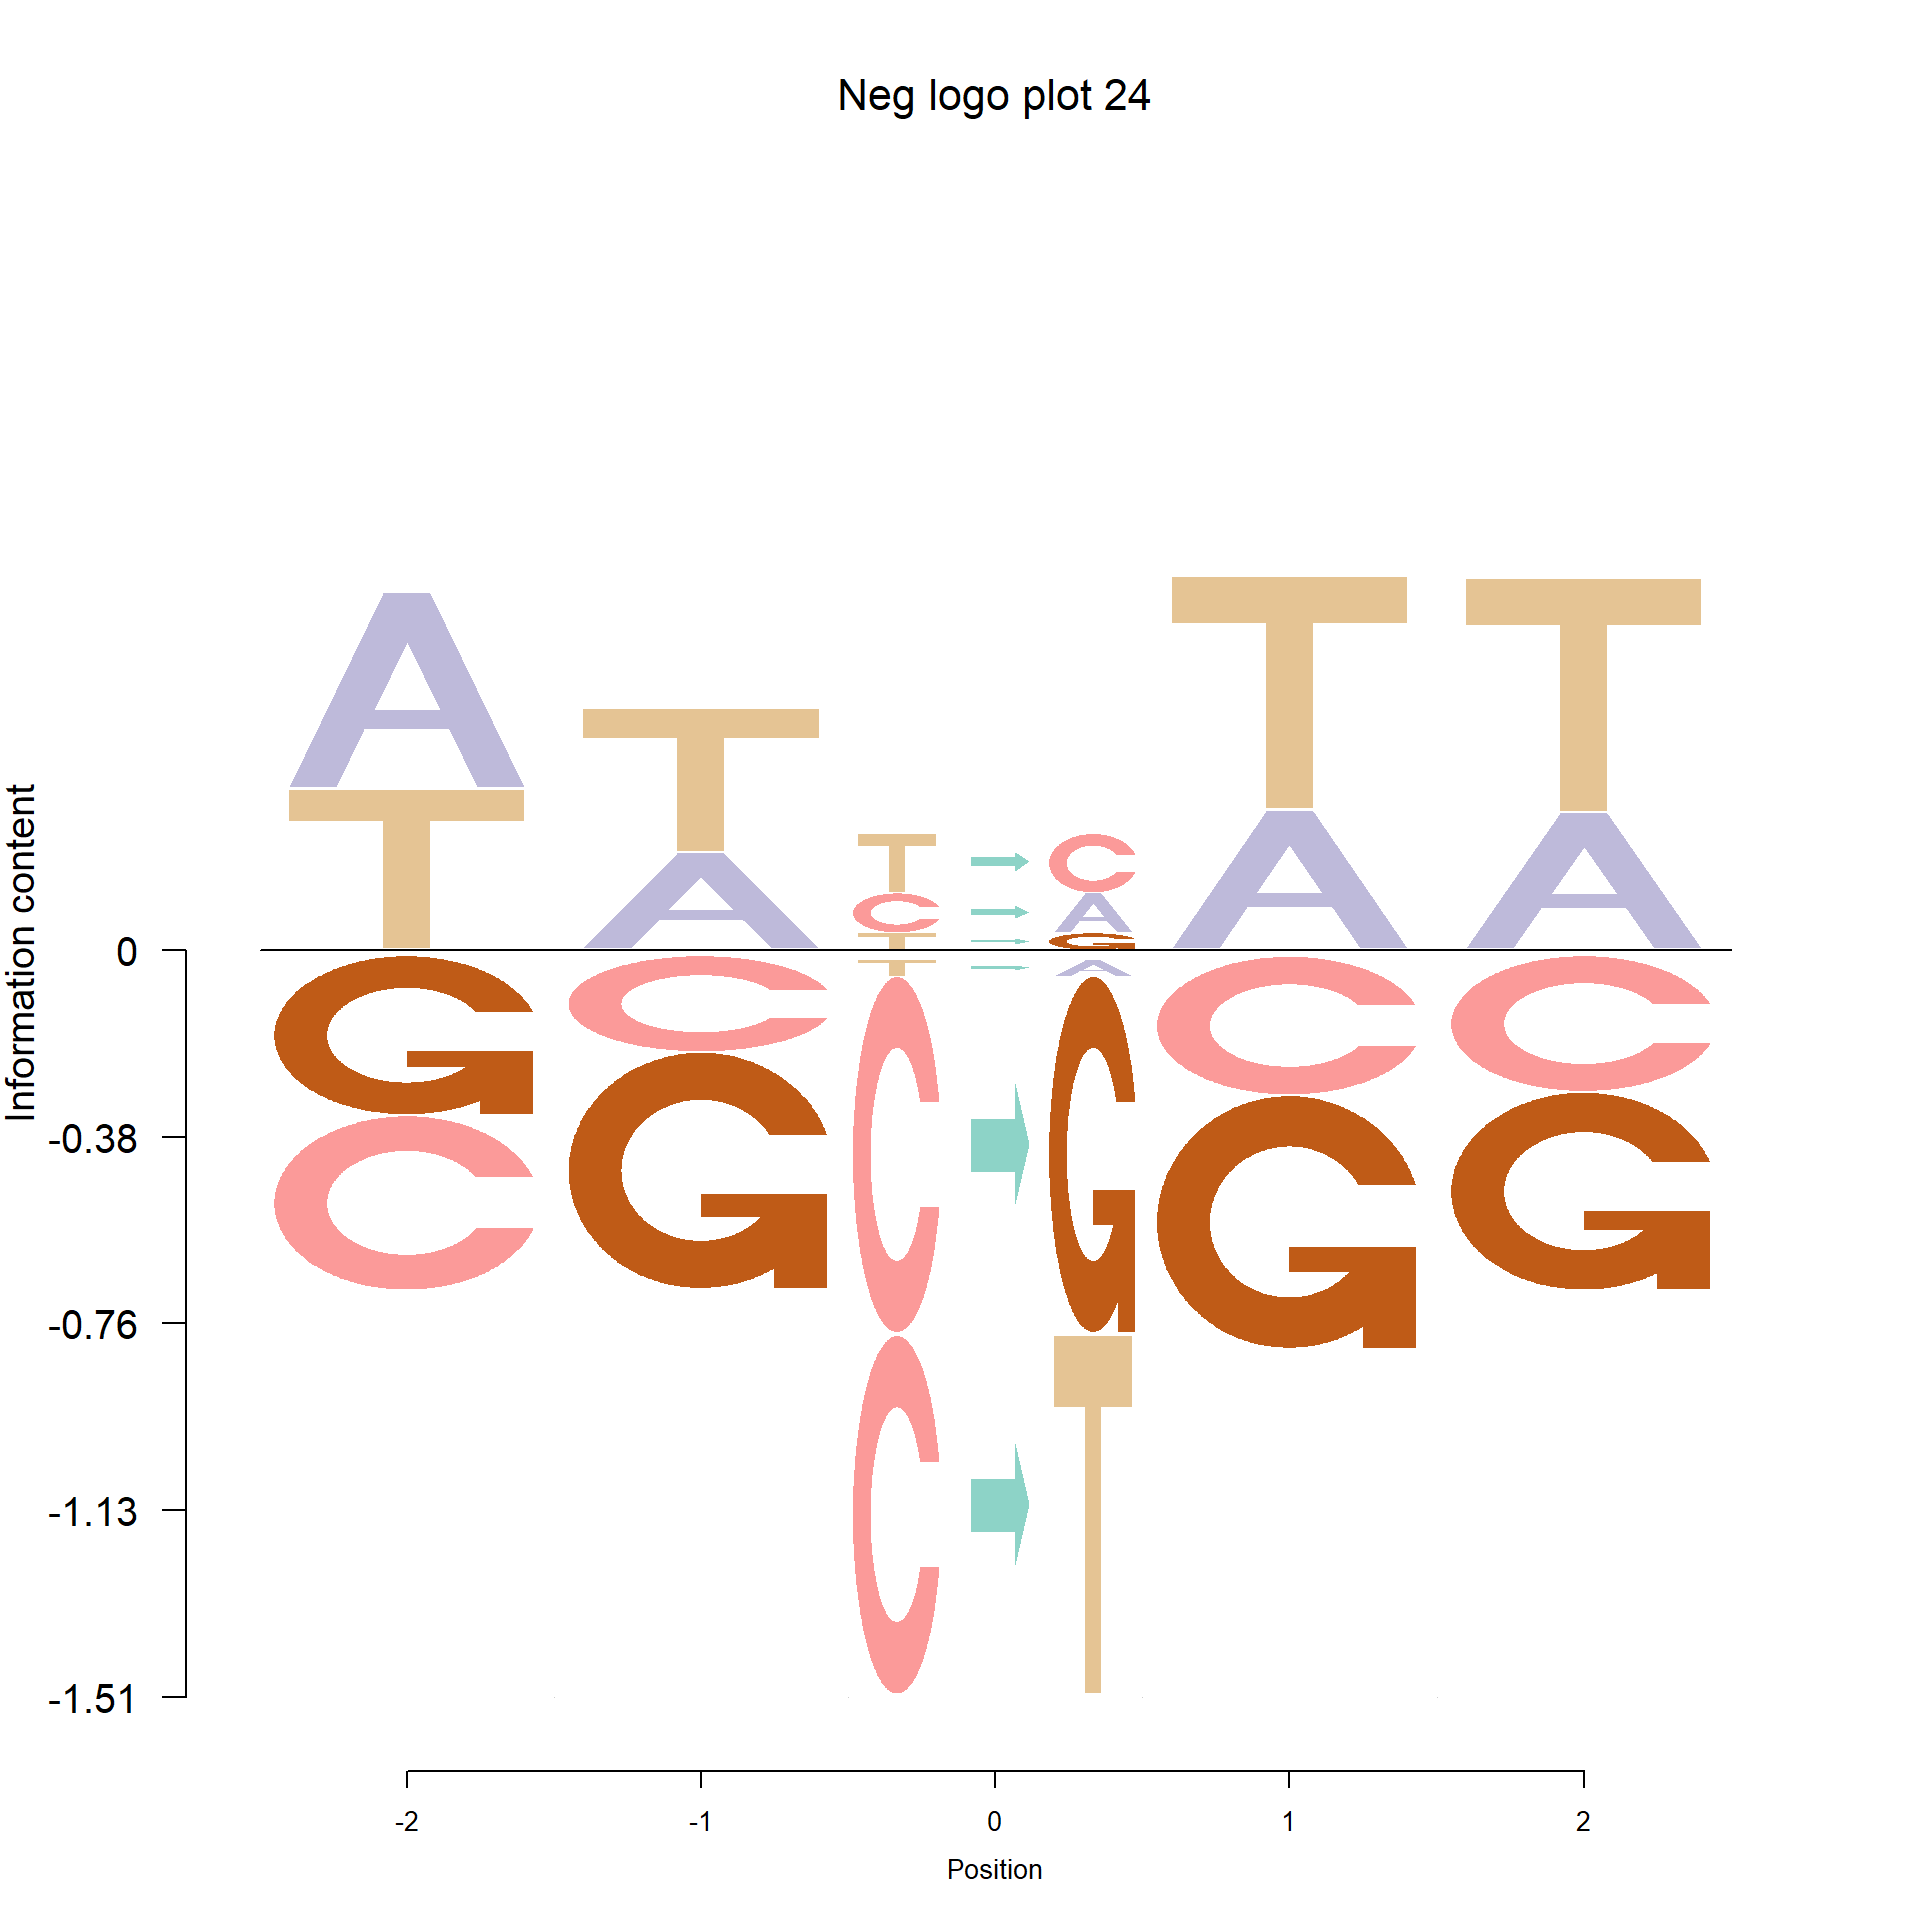 Neg logo plot 24
A T T T
T A T C A A
C A
T G
Information content
0
-0.38
-0.76
-1.13
-1.51
T A
G C C G C C
C G G G
C T
-2 -1 0 1 2
Position